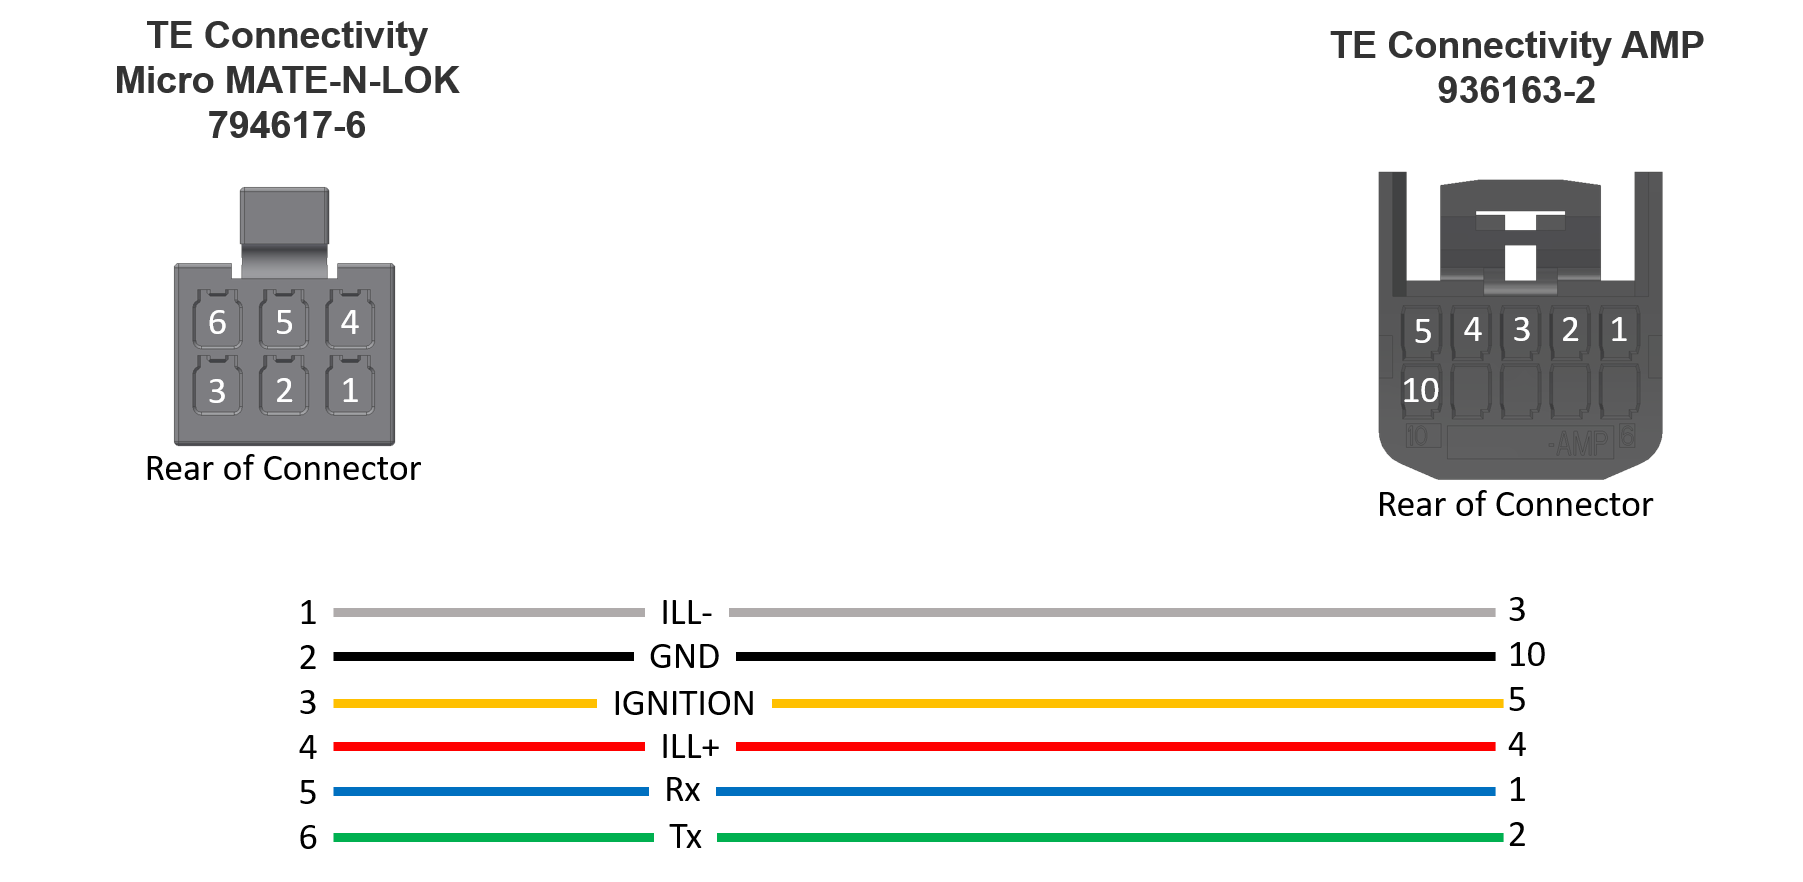 TE Connectivity
Micro MATE-N-LOK
794617-6
TE Connectivity AMP
936163-2
6 5 4
3 2 1
Rear of Connector
5 4 3 2 1
10
10 -AMP 6
Rear of Connector
1 ILL- 3
2 GND 10
3 IGNITION 5
4 ILL+ 4
5 Rx 1
6 Tx 2